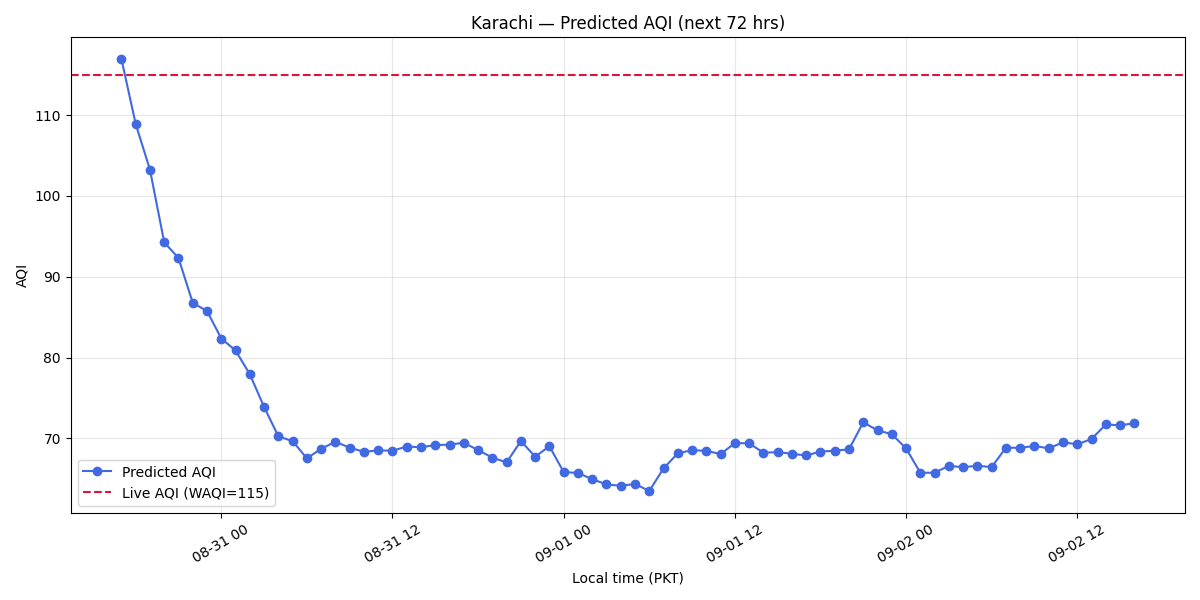 Karachi — Predicted AQI (next 72 hrs)
AQI
110
100
90
80
70
Predicted AQI
Live AQI (WAQI=115)
08-31 00
08-31 12
09-01 00
09-01 12
09-02 00
09-02 12
Local time (PKT)